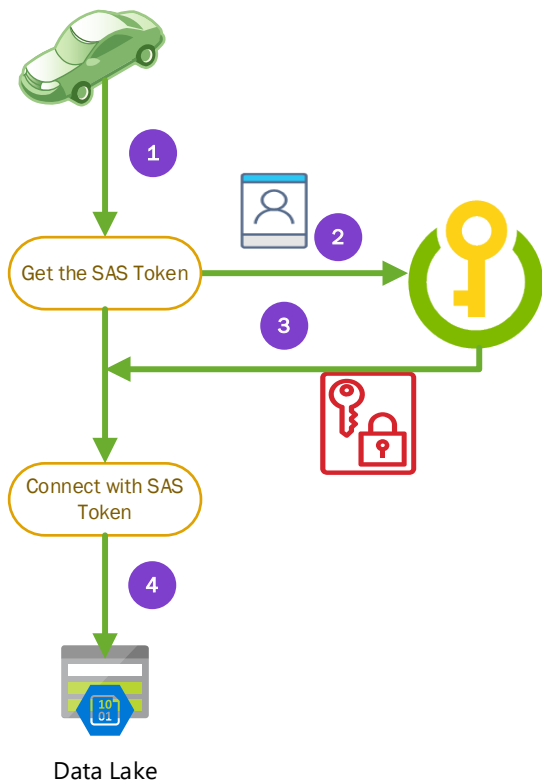 1
2
Get the SAS Token
3
Connect with SAS
Token
4
10
01
Data Lake